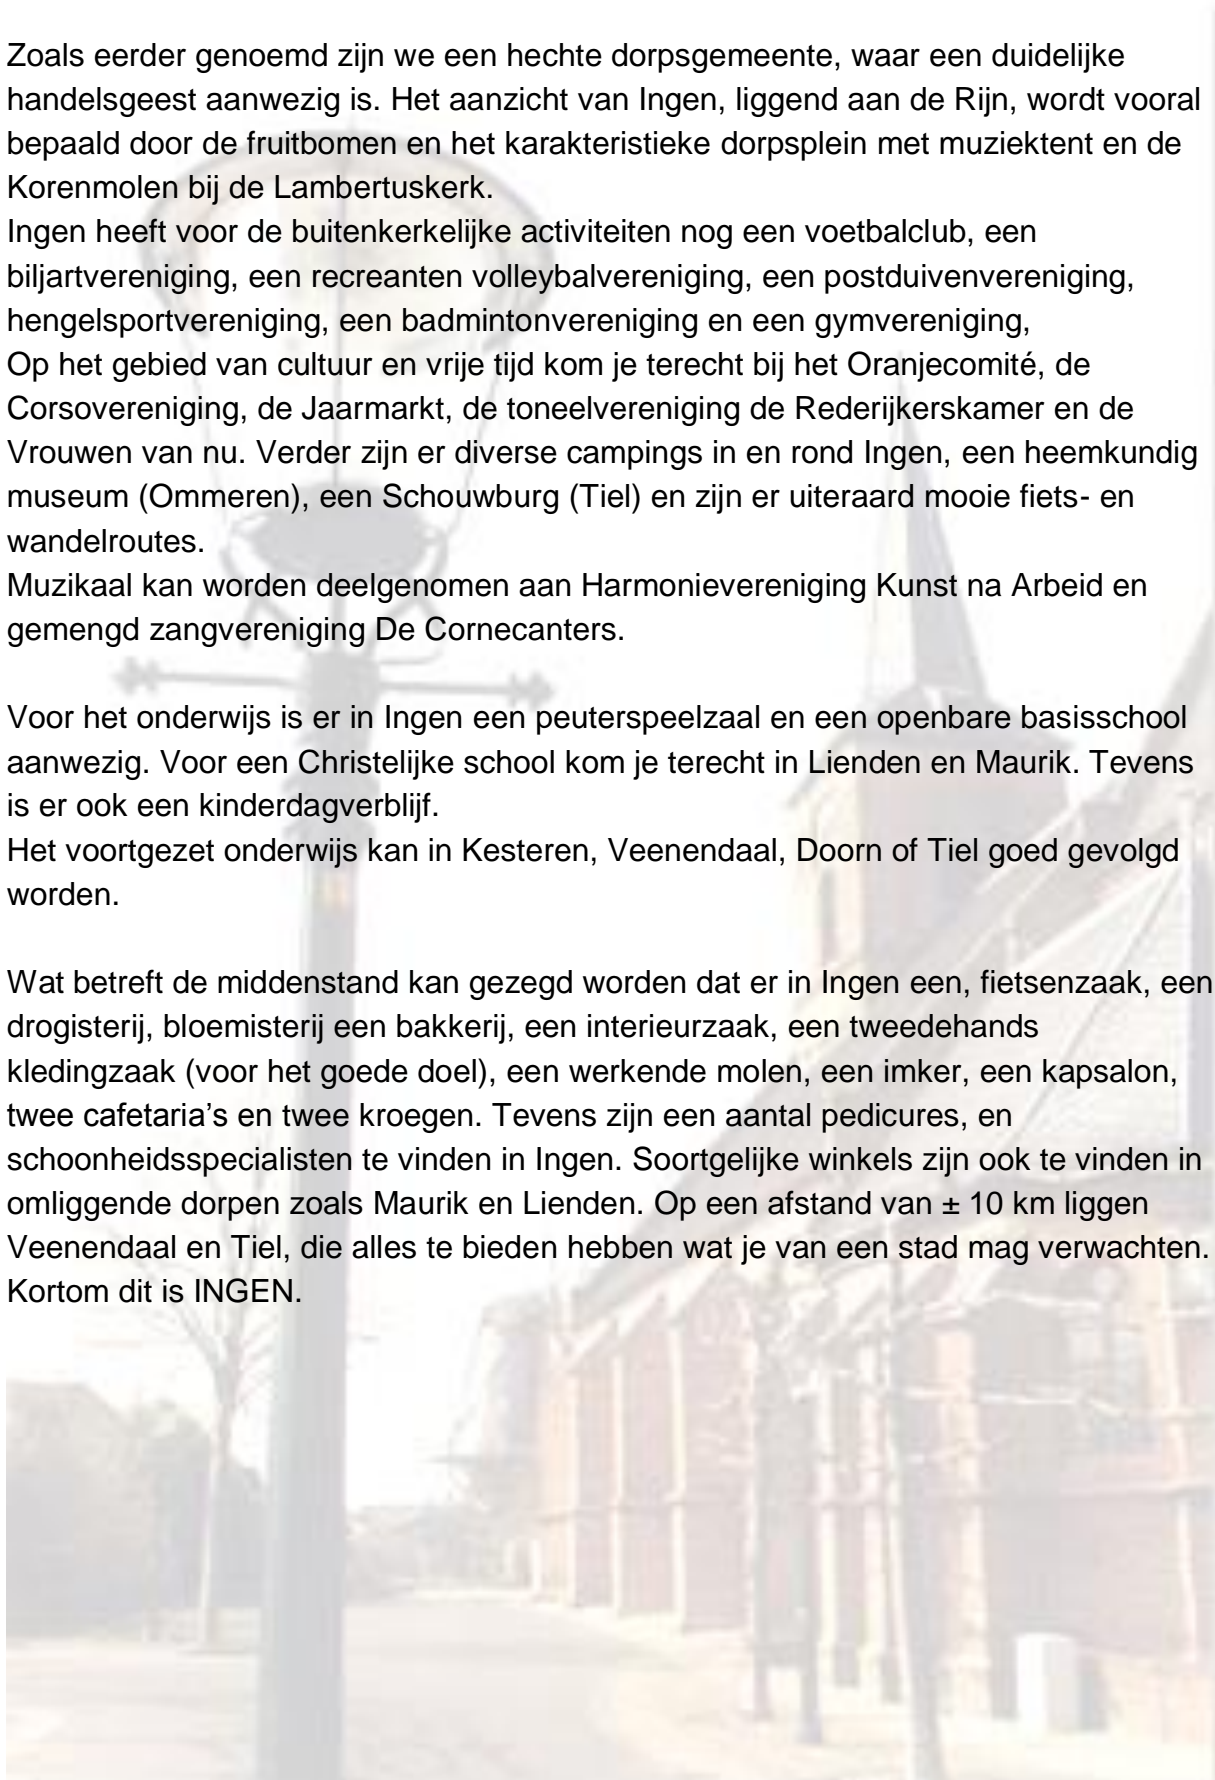 Zoals eerder genoemd zijn we een hechte dorpsgemeente, waar een duidelijke
handelsgeest aanwezig is. Het aanzicht van Ingen, liggend aan de Rijn, wordt vooral
bepaald door de fruitbomen en het karakteristieke dorpsplein met muziektent en de
Korenmolen bij de Lambertuskerk.
Ingen heeft voor de buitenkerkelijke activiteiten nog een voetbalclub, een
biljartvereniging, een recreanten volleybalvereniging, een postduivenvereniging,
hengelsportvereniging, een badmintonvereniging en een gymvereniging,
Op het gebied van cultuur en vrije tijd kom je terecht bij het Oranjecomité, de
Corsovereniging, de Jaarmarkt, de toneelvereniging de Rederijkerskamer en de
Vrouwen van nu. Verder zijn er diverse campings in en rond Ingen, een heemkundig
museum (Ommeren), een Schouwburg (Tiel) en zijn er uiteraard mooie fiets- en
wandelroutes.
Muzikaal kan worden deelgenomen aan Harmonievereniging Kunst na Arbeid en
gemengd zangvereniging De Cornecanters.
Voor het onderwijs is er in Ingen een peuterspeelzaal en een openbare basisschool
aanwezig. Voor een Christelijke school kom je terecht in Lienden en Maurik. Tevens
is er ook een kinderdagverblijf.
Het voortgezet onderwijs kan in Kesteren, Veenendaal, Doorn of Tiel goed gevolgd
worden.
Wat betreft de middenstand kan gezegd worden dat er in Ingen een, fietsenzaak, een
drogisterij, bloemisterij een bakkerij, een interieurzaak, een tweedehands
kledingzaak (voor het goede doel), een werkende molen, een imker, een kapsalon,
twee cafetaria’s en twee kroegen. Tevens zijn een aantal pedicures, en
schoonheidsspecialisten te vinden in Ingen. Soortgelijke winkels zijn ook te vinden in
omliggende dorpen zoals Maurik en Lienden. Op een afstand van ± 10 km liggen
Veenendaal en Tiel, die alles te bieden hebben wat je van een stad mag verwachten.
Kortom dit is INGEN.